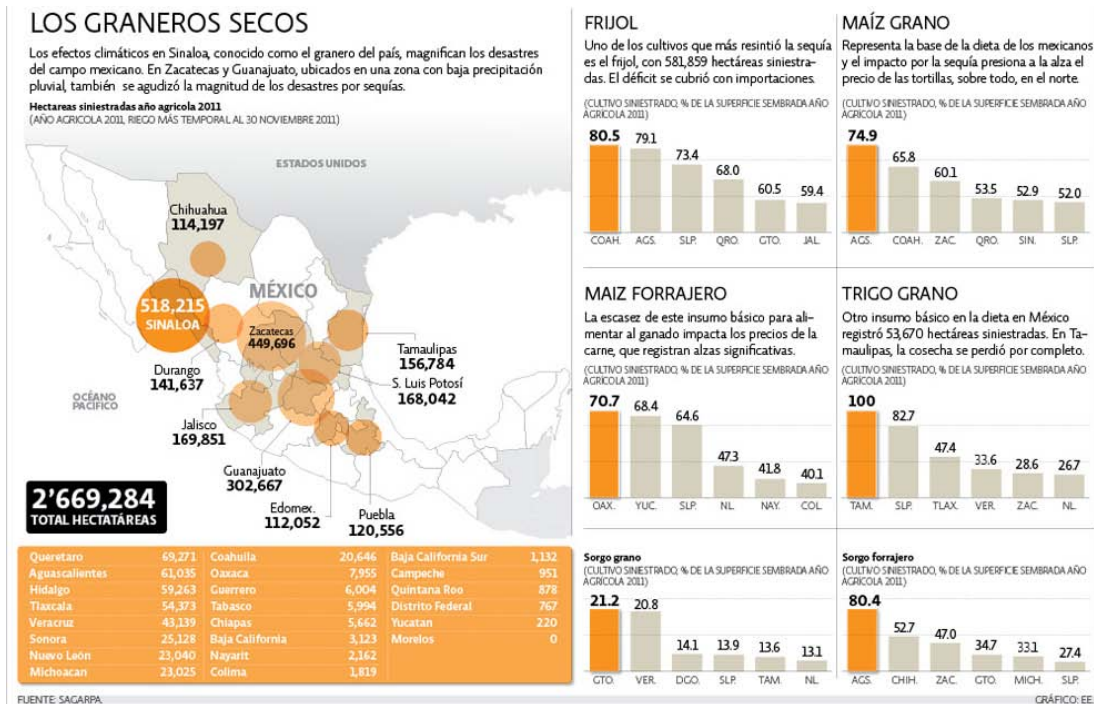 LOS GRANEROS SECOS
Los efectos climáticos en Sinaloa, conocido como el granero del país, magnifican los desastres
del campo mexicano. En Zacatecas y Guanajuato, ubicados en una zona con baja precipitación
pluvial, también se agudizó la magnitud de los desastres por sequías.
Hectareas siniestradas año agricola 2011
(AÑO AGRICOLA 2011, RIEGO MÁS TEMPORAL AL 30 NOVIEMBRE 2011)
ESTADOS UNIDOS
Chihuahua
114,197
MÉXICO
518,215
SINALOA
Zacatecas
449,696
Tamaulipas
156,784
Durango
141,637
S. Luis Potosí
168,042
OCÉANO
PACÍFICO
Jalisco
169,851
Guanajuato
302,667
Edomex.
112,052
Puebla
120,556
2’669,284
TOTAL HECTATÁREAS
Queretaro 69,271
Aguascalientes 61,035
Hidalgo 59,263
Tlaxcala 54,373
Veracruz 43,139
Sonora 25,128
Nuevo León 23,040
Michoacan 23,025
Coahuila 20,646
Oaxaca 7,955
Guerrero 6,004
Tabasco 5,994
Chiapas 5,662
Baja California 3,123
Nayarit 2,162
Colima 1,819
Baja California Sur 1,132
Campeche 951
Quintana Roo 878
Distrito Federal 767
Yucatan 220
Morelos 0
FUENTE: SAGARPA.
FRIJOL
Uno de los cultivos que más resintió la sequía
es el frijol, con 581,859 hectáreas siniestra-
das. El déficit se cubrió con importaciones.
(CULTIVO SINIESTRADO, % DE LA SUPERFICIE SEMBRADA AÑO
AGRÍCOLA 2011)
80.5 79.1 73.4 68.0 60.5 59.4
COAH. AGS. SLP. QRO. GTO. JAL.
MAÍZ GRANO
Representa la base de la dieta de los mexicanos
y el impacto por la sequía presiona a la alza el
precio de las tortillas, sobre todo, en el norte.
(CULTIVO SINIESTRADO, % DE LA SUPERFICIE SEMBRADA AÑO
AGRÍCOLA 2011)
74.9 65.8 60.1 53.5 52.9 52.0
AGS. COAH. ZAC. QRO. SIN. SLP.
MAIZ FORRAJERO
La escasez de este insumo básico para ali-
mentar al ganado impacta los precios de la
carne, que registran alzas significativas.
(CULTIVO SINIESTRADO, % DE LA SUPERFICIE SEMBRADA AÑO
AGRÍCOLA 2011)
70.7 68.4 64.6 47.3 41.8 40.1
OAX. YUC. SLP. NL. NAY. COL.
TRIGO GRANO
Otro insumo básico en la dieta en México
registró 53,670 hectáreas siniestradas. En Ta-
maulipas, la cosecha se perdió por completo.
(CULTIVO SINIESTRADO, % DE LA SUPERFICIE SEMBRADA AÑO
AGRÍCOLA 2011)
100 82.7 47.4 33.6 28.6 26.7
TAM. SLP. TLAX. VER. ZAC. NL.
Sorgo grano
(CULTIVO SINIESTRADO, % DE LA SUPERFICIE SEMBRADA AÑO
AGRÍCOLA 2011)
21.2 20.8 14.1 13.9 13.6 13.1
GTO. VER. DGO. SLP. TAM. NL.
Sorgo forrajero
(CULTIVO SINIESTRADO, % DE LA SUPERFICIE SEMBRADA AÑO
AGRÍCOLA 2011)
80.4 52.7 47.0 34.7 33.1 27.4
AGS. CHIH. ZAC. GTO. MICH. SLP.
GRÁFICO: EE.